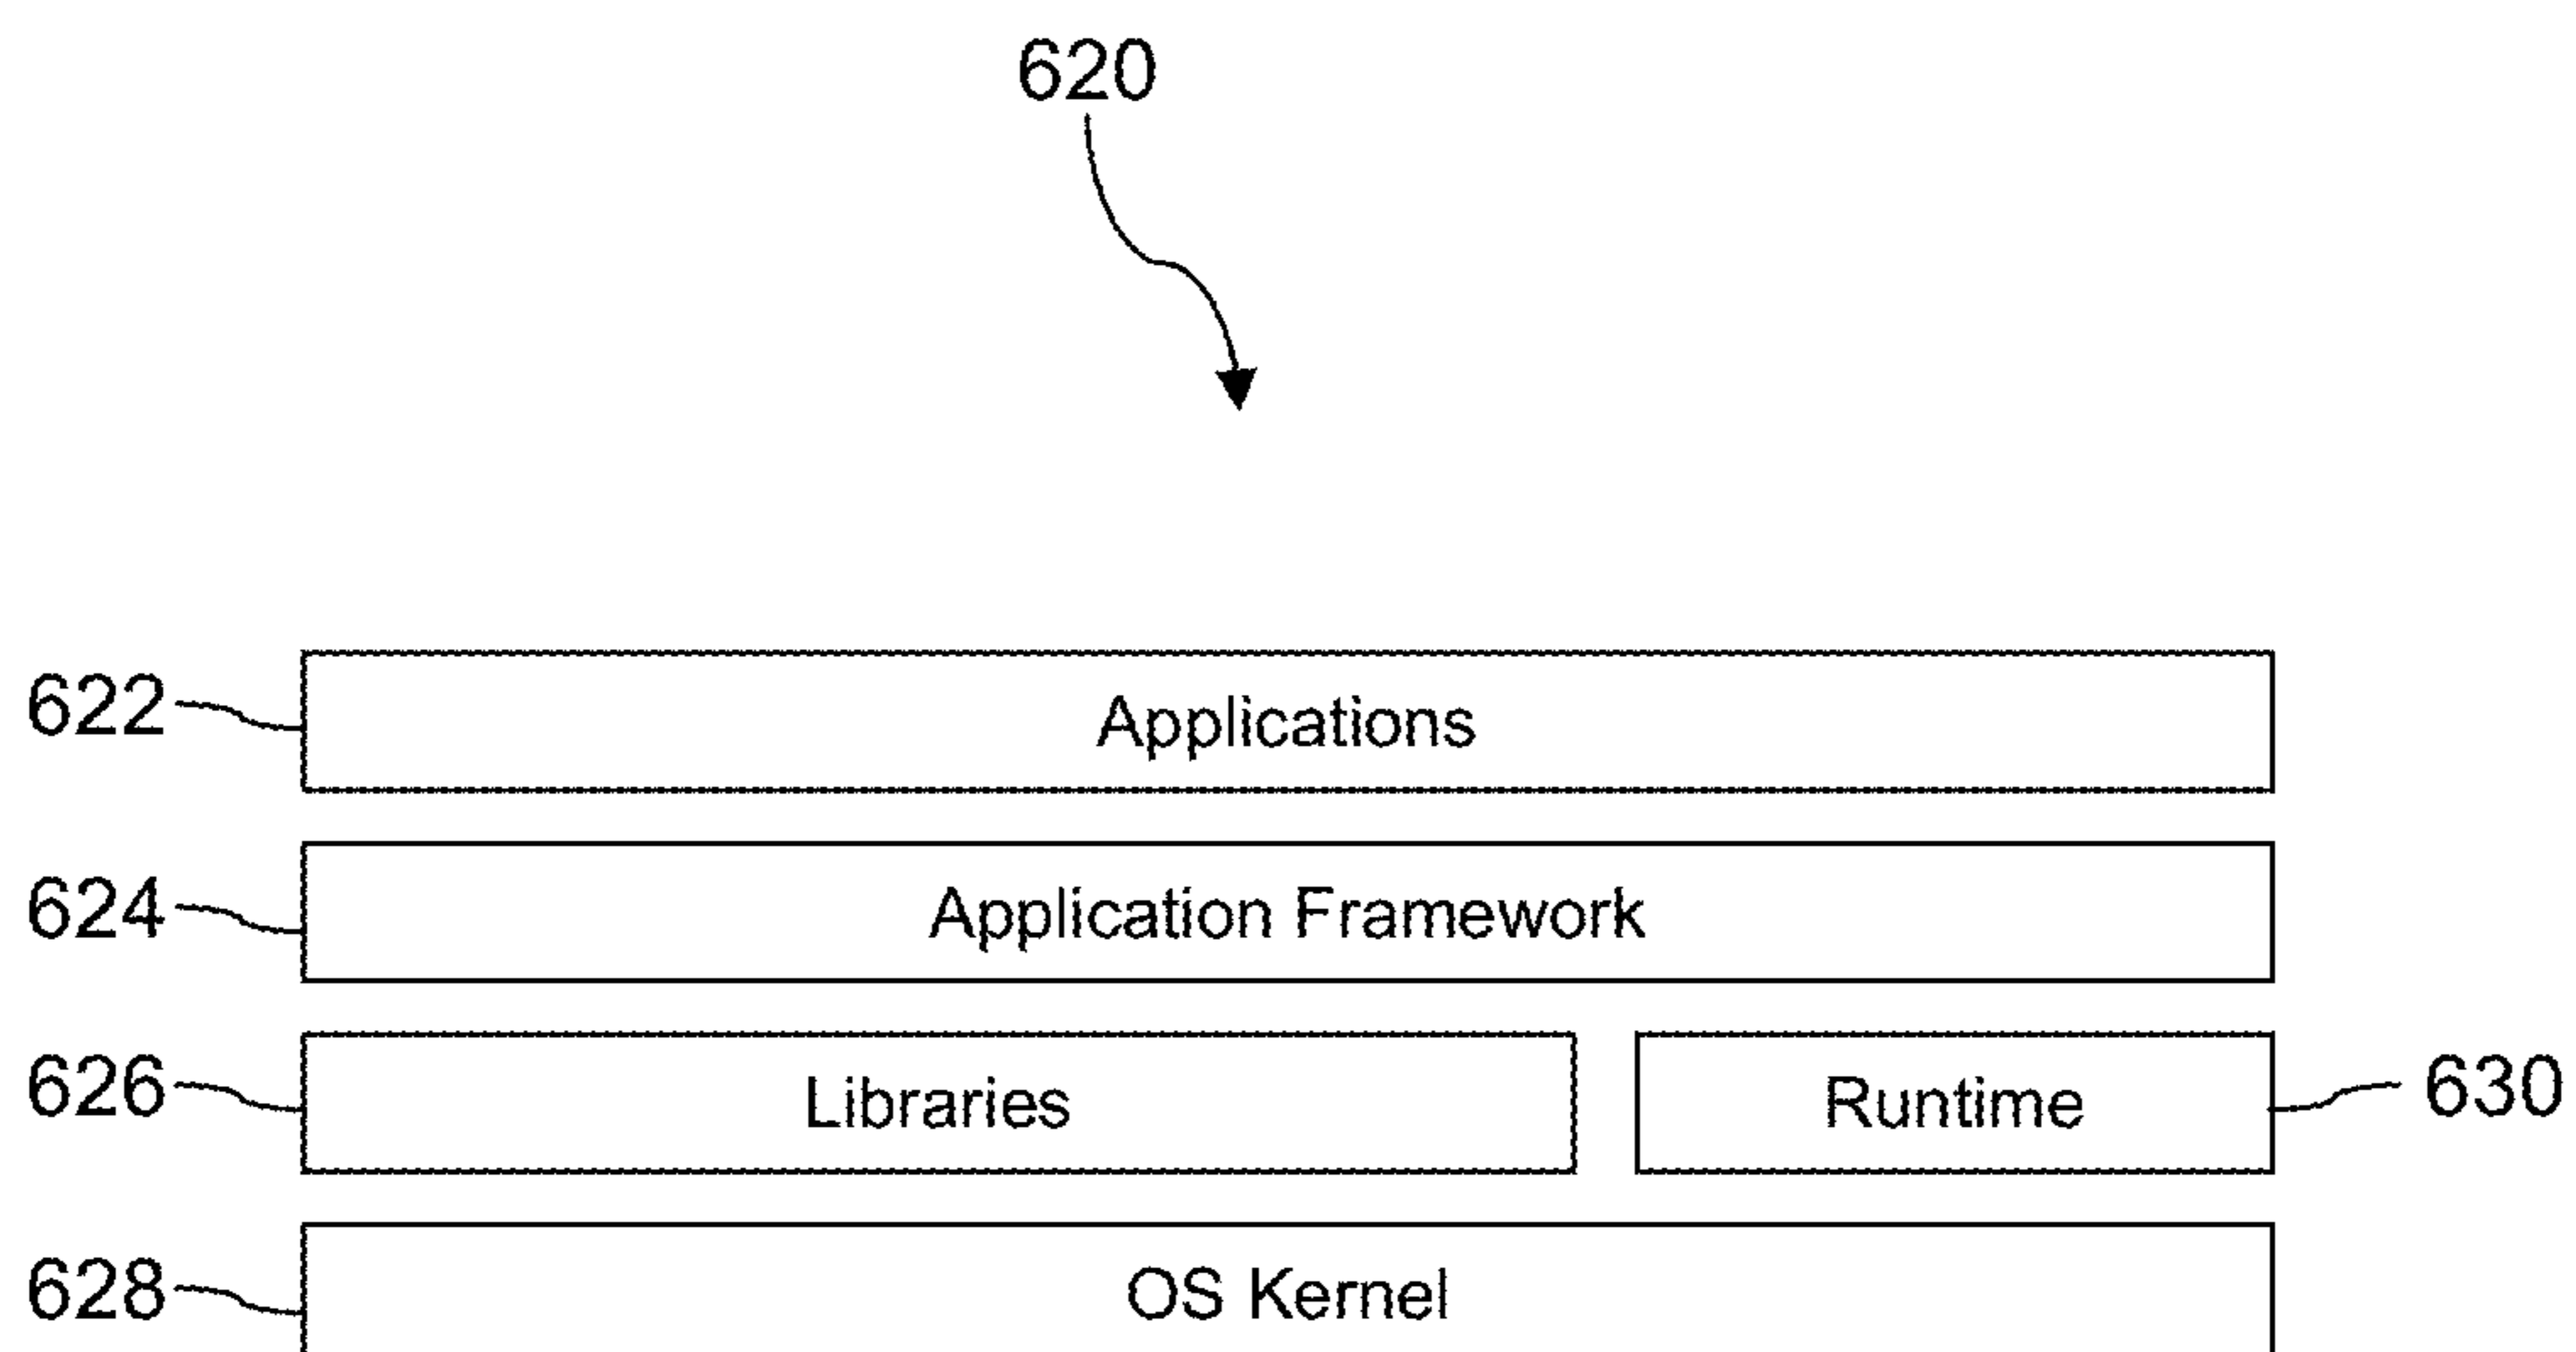 620
622 Applications
624 Application Framework
626 Libraries Runtime 630
628 OS Kernel